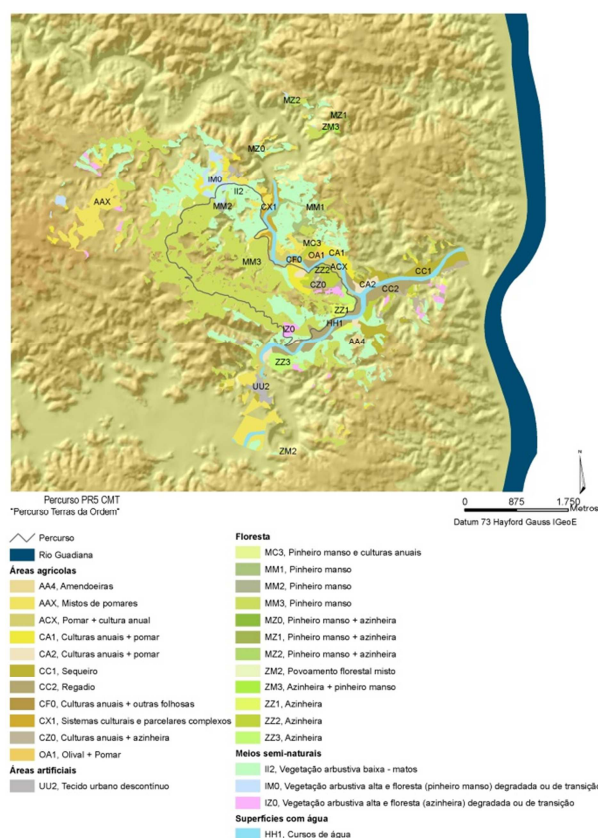 MZ2
MZ1
ZM3
MZ0
IM0
II2
AAX
MM2
CX1
MM1
MC3
CA1
OA1
CF0
ACX
MM3
ZZ2
CZ0
CC1
CA2
CC2
ZZ1
HH1
IZ0
AA4
ZZ3
UU2
ZM2
N
Percurso PR5 CMT
"Percurso Terras da Ordem"
0 875 1.750
Metros
Datum 73 Hayford Gauss IGeoE
Percurso
Rio Guadiana
Áreas agrícolas
AA4, Amendoeiras
AAX, Mistos de pomares
ACX, Pomar + cultura anual
CA1, Culturas anuais + pomar
CA2, Culturas anuais + pomar
CC1, Sequeiro
CC2, Regadio
CF0, Culturas anuais + outras folhosas
CX1, Sistemas culturais e parcelares complexos
CZ0, Culturas anuais + azinheira
OA1, Olival + Pomar
Áreas artificiais
UU2, Tecido urbano descontínuo
Floresta
MC3, Pinheiro manso e culturas anuais
MM1, Pinheiro manso
MM2, Pinheiro manso
MM3, Pinheiro manso
MZ0, Pinheiro manso + azinheira
MZ1, Pinheiro manso + azinheira
MZ2, Pinheiro manso + azinheira
ZM2, Povoamento florestal misto
ZM3, Azinheira + pinheiro manso
ZZ1, Azinheira
ZZ2, Azinheira
ZZ3, Azinheira
Meios semi-naturais
II2, Vegetação arbustiva baixa - matos
IM0, Vegetação arbustiva alta e floresta (pinheiro manso) degradada ou de transição
IZ0, Vegetação arbustiva alta e floresta (azinheira) degradada ou de transição
Superfícies com água
HH1, Cursos de água